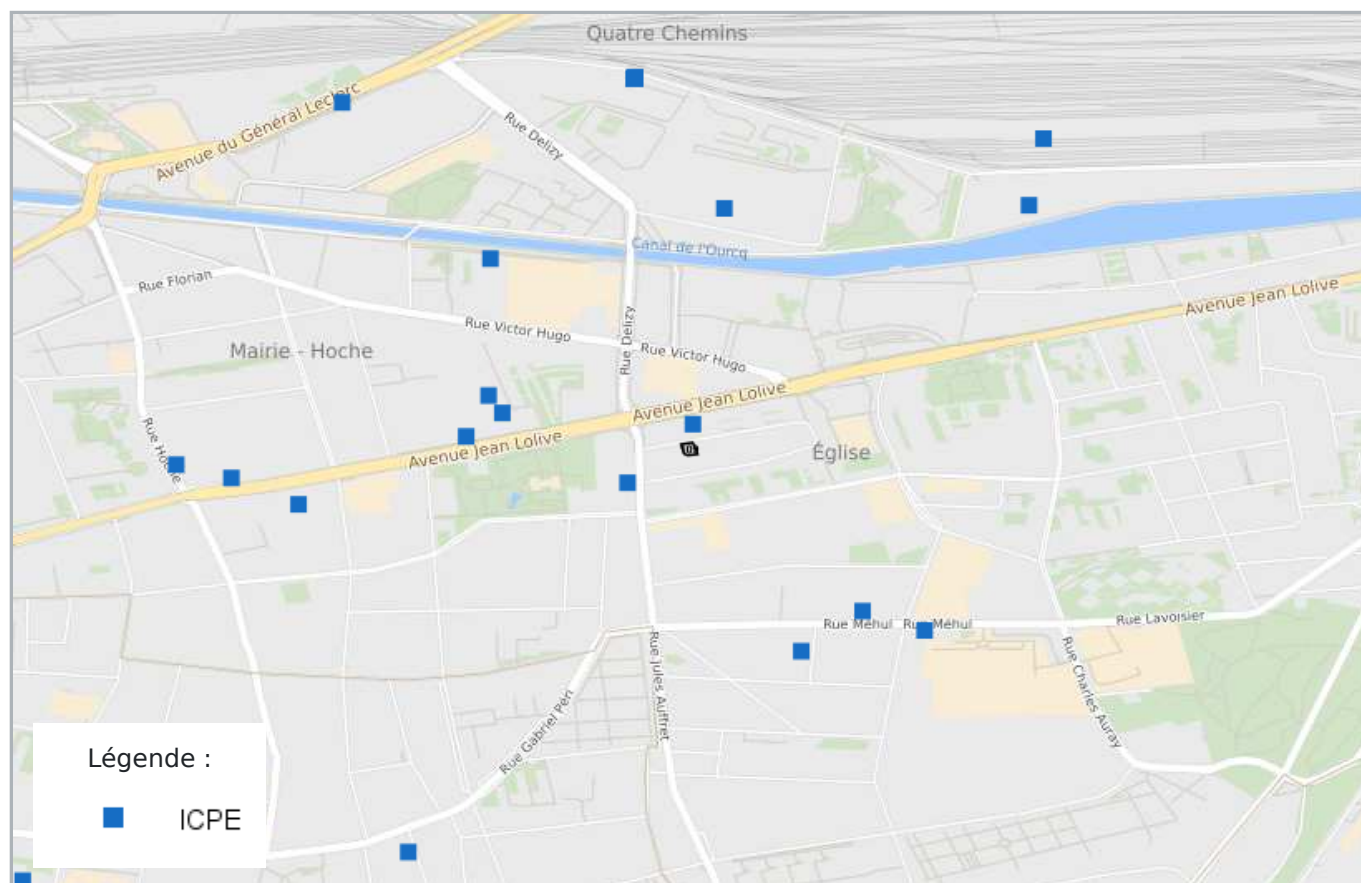 Quatre Chemins
Avenue du Général Leclerc
Rue Delizy
Canal de l'Ourcq
Rue Florian
Avenue Jean Lolive
Rue Victor Hugo
Rue Delizy
Rue Victor Hugo
Mairie - Hoche
Avenue Jean Lolive
Rue Hoche
Avenue Jean Lolive
Église
Rue Méhul
Rue Méhul
Rue Lavoisier
Rue Jules Auffret
Rue Charles Auray
Rue Gabriel Péri
Légende :
ICPE